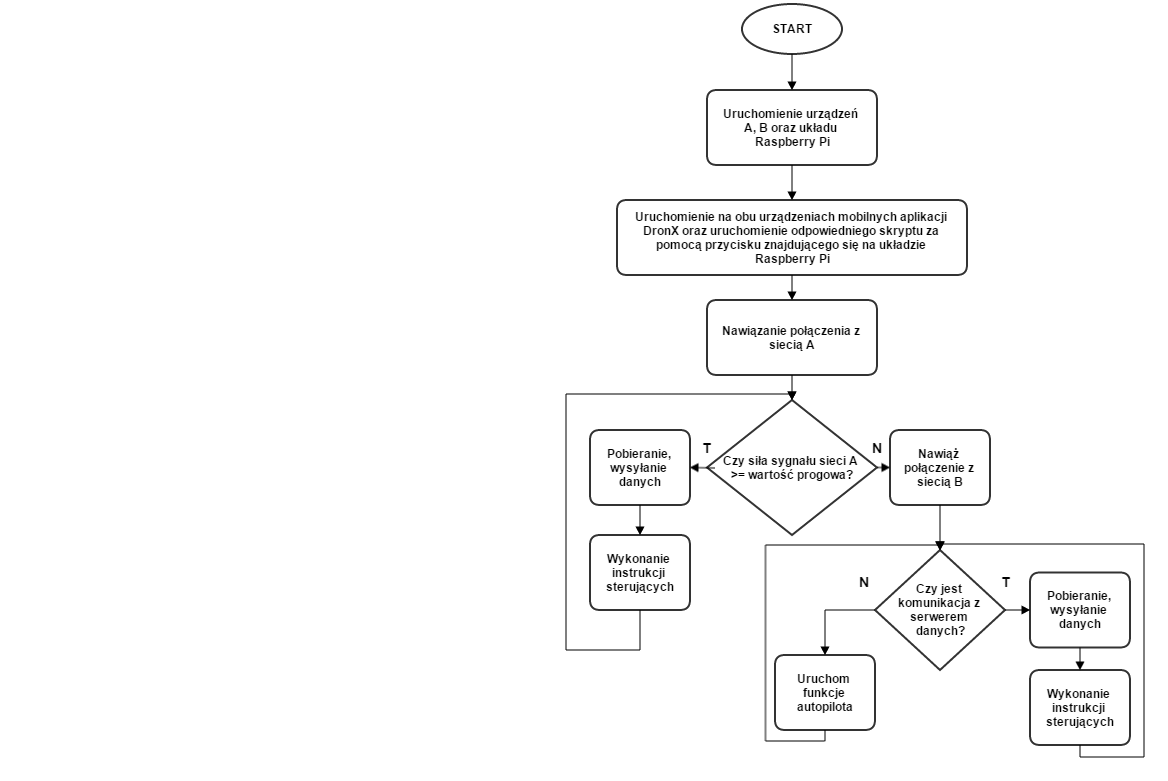 START
Uruchomienie urządzeń
A, B oraz układu
Raspberry Pi
Uruchomienie na obu urządzeniach mobilnych aplikacji
DronX oraz uruchomienie odpowiedniego skryptu za
pomocą przycisku znajdującego się na układzie
Raspberry Pi
Nawiązanie połączenia z
siecią A
Czy siła sygnału sieci A
>= wartość progowa?
T
Pobieranie,
wysyłanie
danych
Wykonanie
instrukcji
sterujących
N
Nawiąż
połączenie z
siecią B
Czy jest
komunikacja z
serwerem
danych?
N
Uruchom
funkcje
autopilota
T
Pobieranie,
wysyłanie
danych
Wykonanie
instrukcji
sterujących